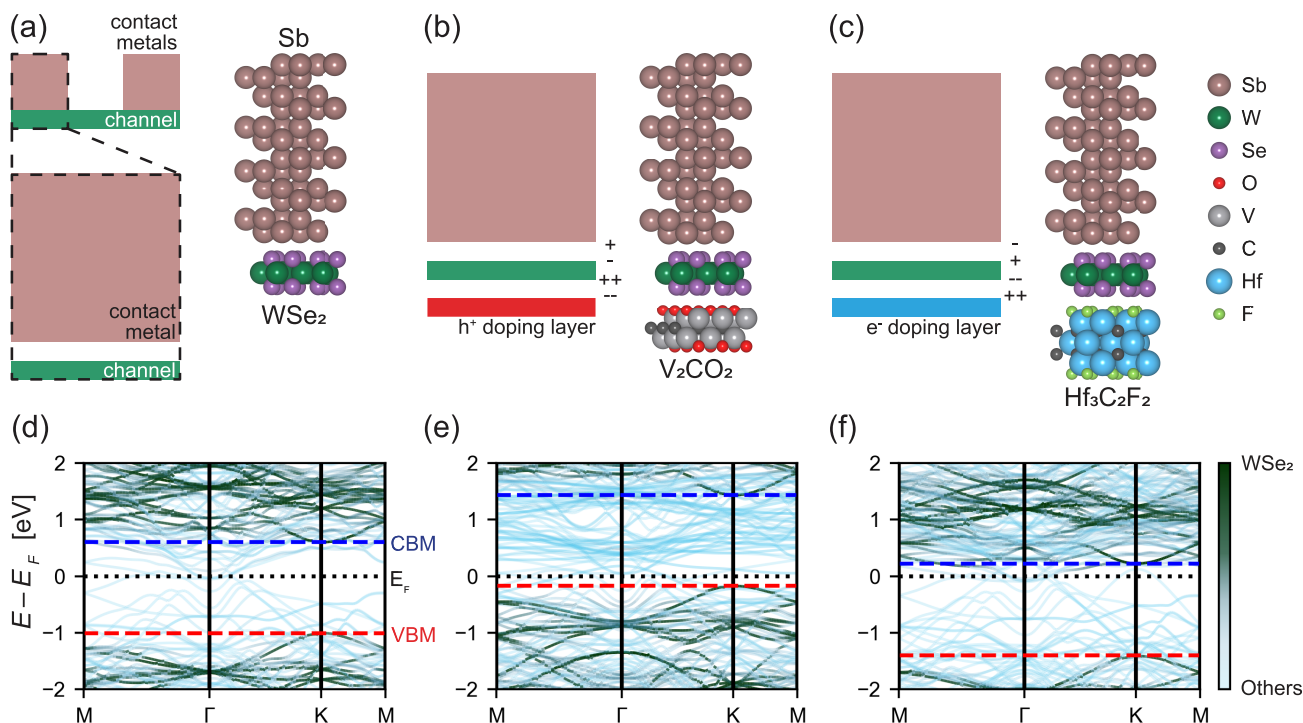 (a)
contact
metals
channel
contact
metal
channel
Sb
WSe₂
(b)
+
-
++
--
h⁺ doping layer
V₂CO₂
(c)
-
+
--
++
e⁻ doping layer
Hf₃C₂F₂
Sb
W
Se
O
V
C
Hf
F
(d)
E − E_F [eV]
2
1
0
−1
−2
M Γ K M
CBM
E_F
VBM
(e)
2
1
0
−1
−2
M Γ K M
(f)
2
1
0
−1
−2
M Γ K M
WSe₂
Others